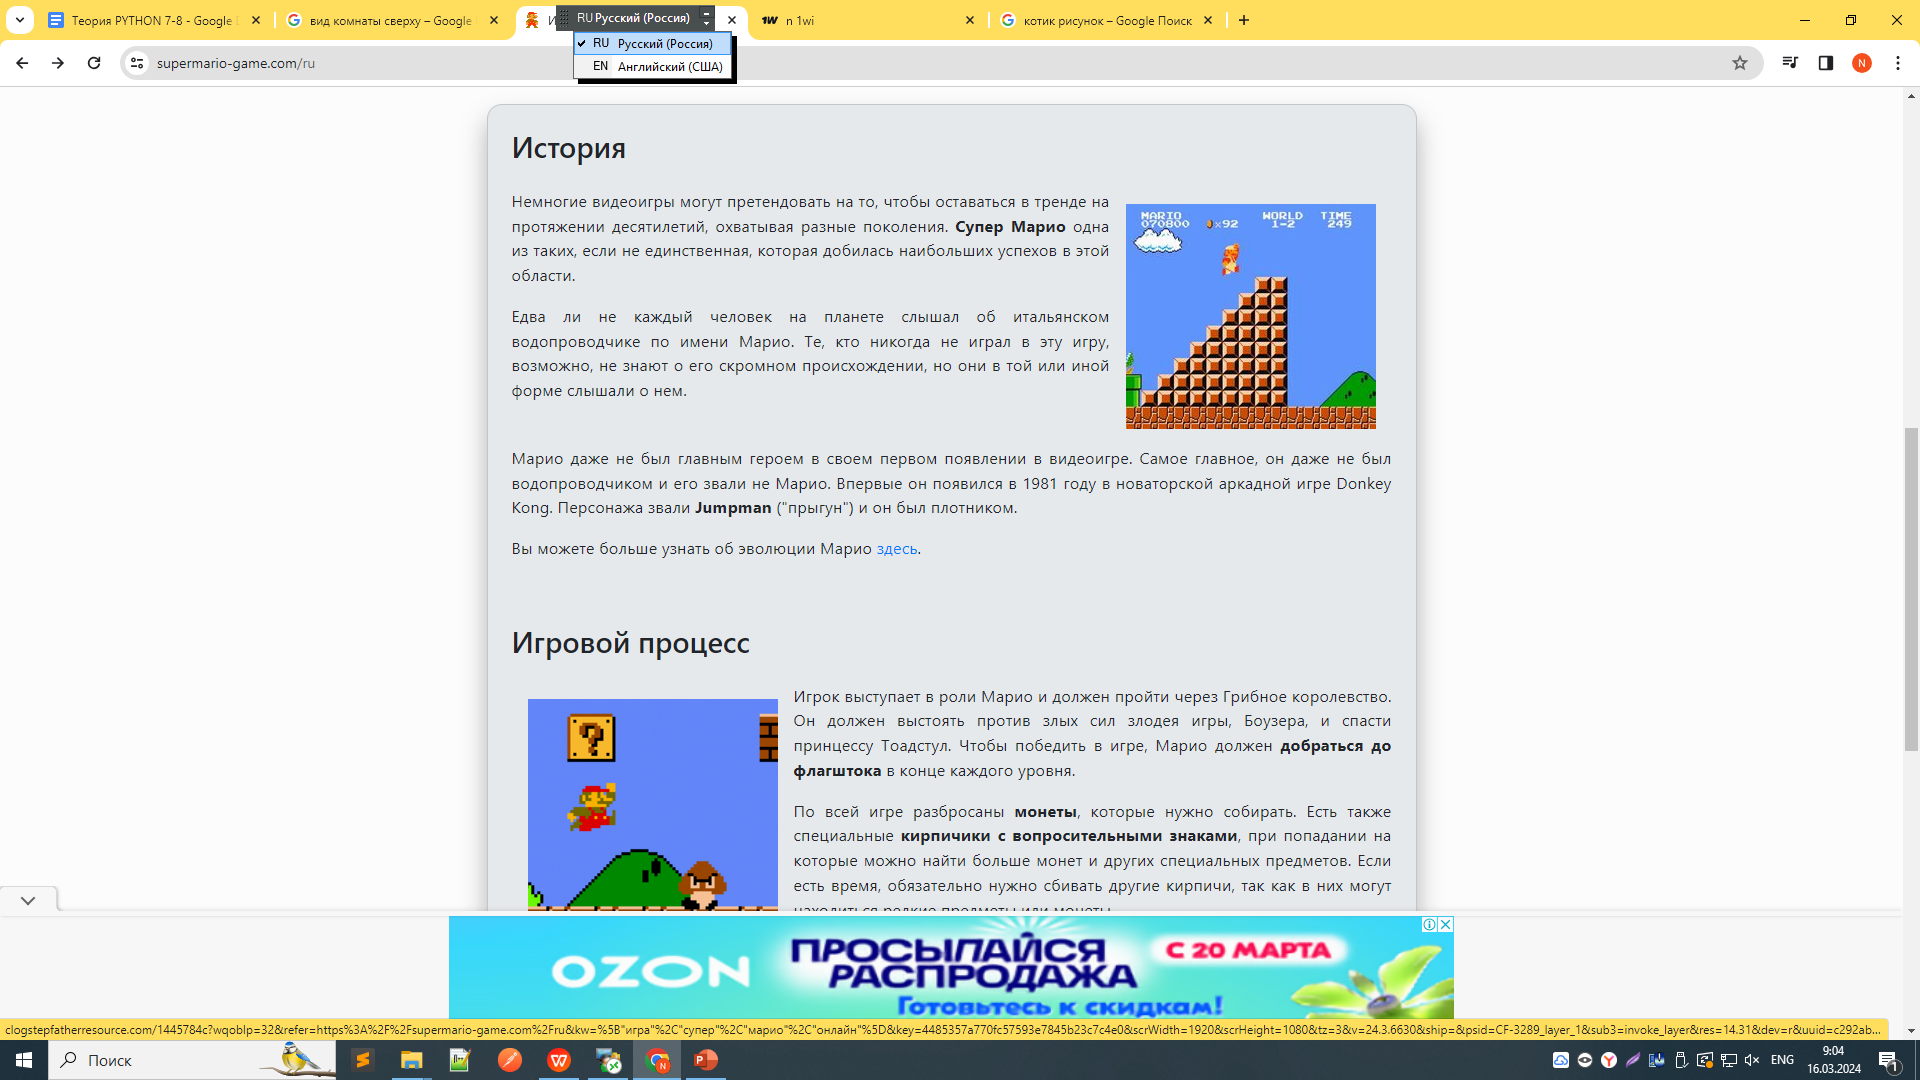 Теория PYTHON 7-8 - Google
вид комнаты сверху – Google
И
RU Русский (Россия)
n 1wi
котик рисунок – Google Поиск
RU Русский (Россия)
EN Английский (США)
supermario-game.com/ru
N
История
Немногие видеоигры могут претендовать на то, чтобы оставаться в тренде на
протяжении десятилетий, охватывая разные поколения. Супер Марио одна
из таких, если не единственная, которая добилась наибольших успехов в этой
области.
MARIO WORLD TIME
070800 x92 1-2 249
Едва ли не каждый человек на планете слышал об итальянском
водопроводчике по имени Марио. Те, кто никогда не играл в эту игру,
возможно, не знают о его скромном происхождении, но они в той или иной
форме слышали о нем.
Марио даже не был главным героем в своем первом появлении в видеоигре. Самое главное, он даже не был
водопроводчиком и его звали не Марио. Впервые он появился в 1981 году в новаторской аркадной игре Donkey
Kong. Персонажа звали Jumpman ("прыгун") и он был плотником.
Вы можете больше узнать об эволюции Марио здесь.
Игровой процесс
Игрок выступает в роли Марио и должен пройти через Грибное королевство.
Он должен выстоять против злых сил злодея игры, Боузера, и спасти
принцессу Тоадстул. Чтобы победить в игре, Марио должен добраться до
флагштока в конце каждого уровня.
По всей игре разбросаны монеты, которые нужно собирать. Есть также
специальные кирпичики с вопросительными знаками, при попадании на
которые можно найти больше монет и других специальных предметов. Если
есть время, обязательно нужно сбивать другие кирпичи, так как в них могут
находиться редкие предметы или монеты.
OZON
ПРОСЫПАЙСЯ
РАСПРОДАЖА
С 20 МАРТА
Готовьтесь к скидкам!
clogstepfatherresource.com/1445784c?wqoblp=32&refer=https%3A%2F%2Fsupermario-game.com%2Fru&kw=%5B"игра"%2C"супер"%2C"марио"%2C"онлайн"%5D&key=4485357a770fc57593e7845b23c7c4e0&scrWidth=1920&scrHeight=1080&tz=3&v=24.3.6630&ship=&psid=CF-3289_layer_1&sub3=invoke_layer&res=14.31&dev=r&uuid=c292ab...
Поиск
ENG
9:04
16.03.2024
1